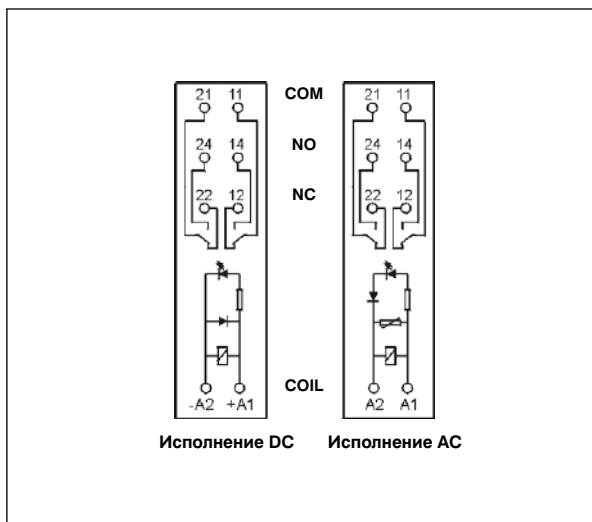 21 11 COM 21 11
24 14 NO 24 14
22 12 NC 22 12
COIL
-A2 +A1 A2 A1
Исполнение DC Исполнение AC